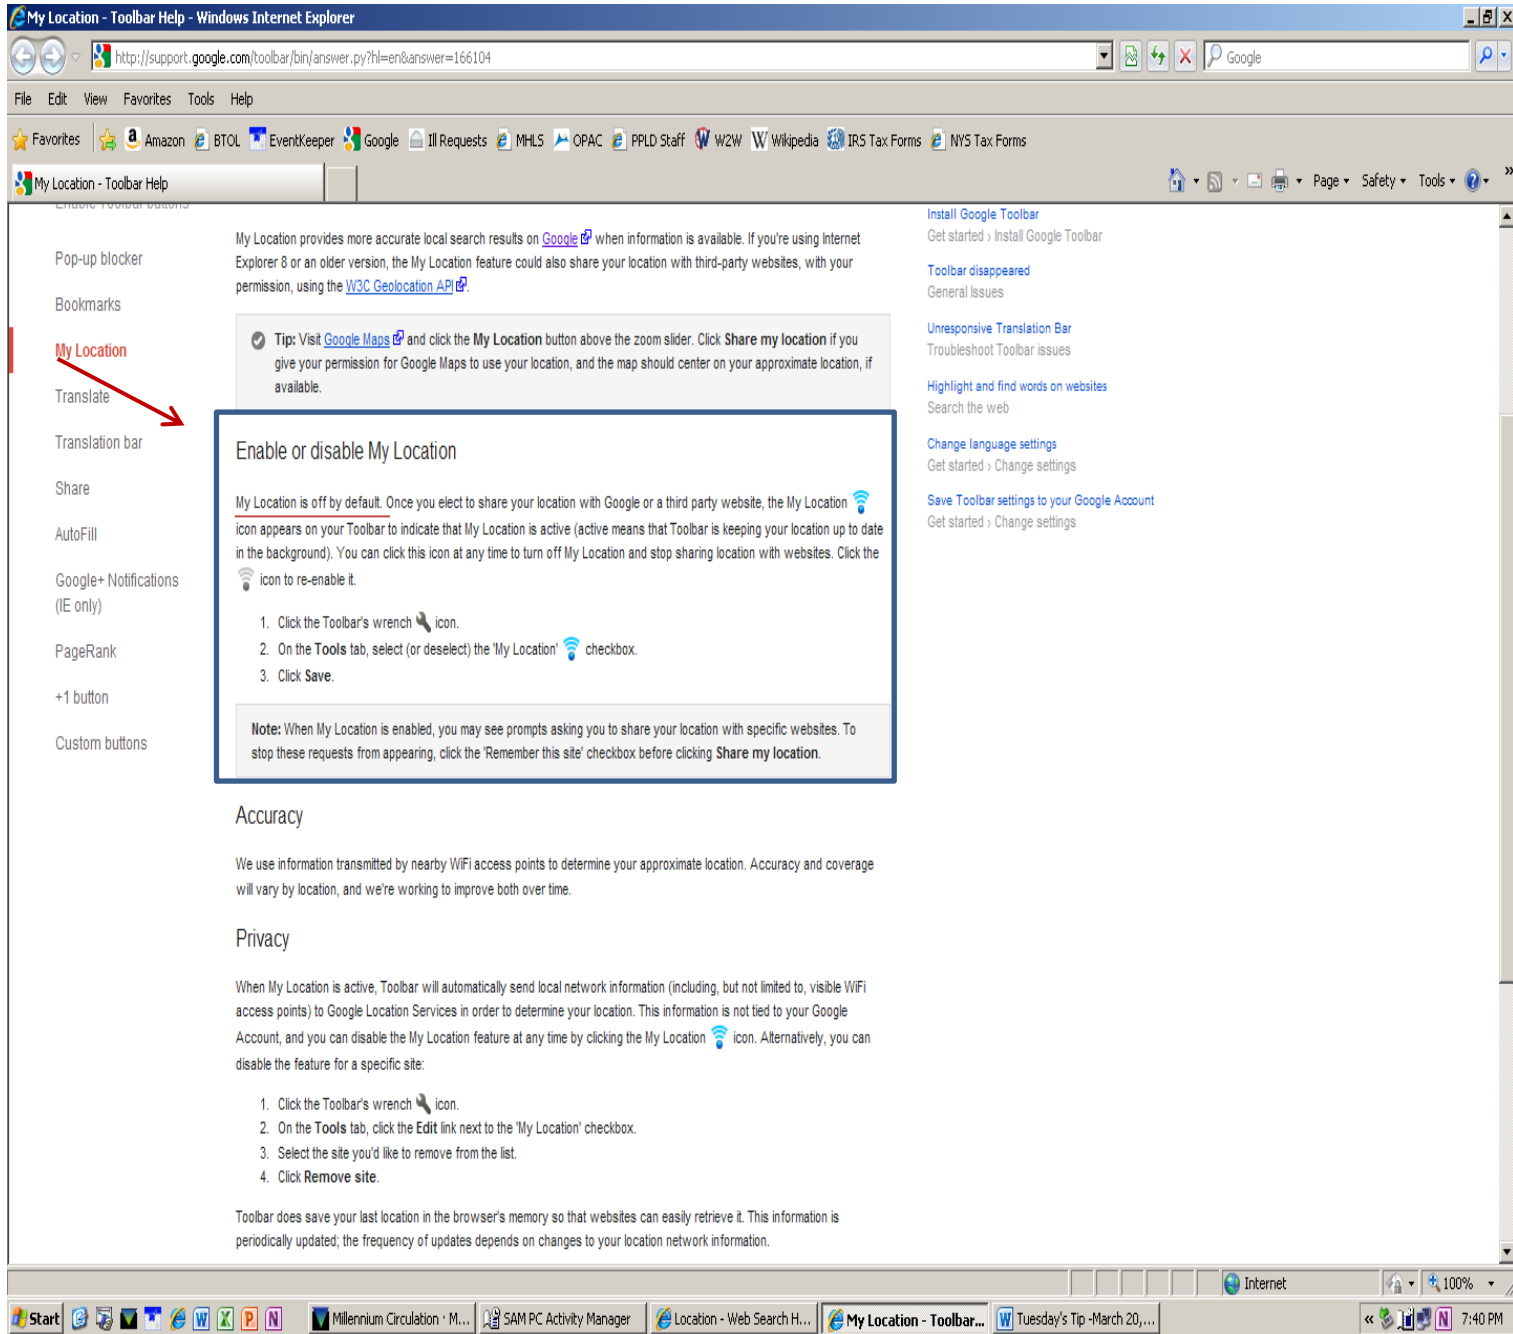 My Location - Toolbar Help - Windows Internet Explorer
http://support.google.com/toolbar/bin/answer.py?hl=en&answer=166104
Google
File Edit View Favorites Tools Help
Favorites Amazon BTOL EventKeeper Google Ill Requests MHLS OPAC PPLD Staff W2W Wikipedia IRS Tax Forms NYS Tax Forms
My Location - Toolbar Help
Page Safety Tools
Enable Toolbar buttons
Pop-up blocker
Bookmarks
My Location
Translate
Translation bar
Share
AutoFill
Google+ Notifications
(IE only)
PageRank
+1 button
Custom buttons
My Location provides more accurate local search results on Google when information is available. If you're using Internet
Explorer 8 or an older version, the My Location feature could also share your location with third-party websites, with your
permission, using the W3C Geolocation API.
Tip: Visit Google Maps and click the My Location button above the zoom slider. Click Share my location if you
give your permission for Google Maps to use your location, and the map should center on your approximate location, if
available.
Enable or disable My Location
My Location is off by default. Once you elect to share your location with Google or a third party website, the My Location
icon appears on your Toolbar to indicate that My Location is active (active means that Toolbar is keeping your location up to date
in the background). You can click this icon at any time to turn off My Location and stop sharing location with websites. Click the
icon to re-enable it.
1. Click the Toolbar's wrench icon.
2. On the Tools tab, select (or deselect) the 'My Location' checkbox.
3. Click Save.
Note: When My Location is enabled, you may see prompts asking you to share your location with specific websites. To
stop these requests from appearing, click the 'Remember this site' checkbox before clicking Share my location.
Accuracy
We use information transmitted by nearby WiFi access points to determine your approximate location. Accuracy and coverage
will vary by location, and we're working to improve both over time.
Privacy
When My Location is active, Toolbar will automatically send local network information (including, but not limited to, visible WiFi
access points) to Google Location Services in order to determine your location. This information is not tied to your Google
Account, and you can disable the My Location feature at any time by clicking the My Location icon. Alternatively, you can
disable the feature for a specific site:
1. Click the Toolbar's wrench icon.
2. On the Tools tab, click the Edit link next to the 'My Location' checkbox.
3. Select the site you'd like to remove from the list.
4. Click Remove site.
Toolbar does save your last location in the browser's memory so that websites can easily retrieve it. This information is
periodically updated; the frequency of updates depends on changes to your location network information.
Install Google Toolbar
Get started › Install Google Toolbar
Toolbar disappeared
General Issues
Unresponsive Translation Bar
Troubleshoot Toolbar issues
Highlight and find words on websites
Search the web
Change language settings
Get started › Change settings
Save Toolbar settings to your Google Account
Get started › Change settings
Internet 100%
Start Millennium Circulation · M... SAM PC Activity Manager Location - Web Search H... My Location - Toolbar... Tuesday's Tip -March 20,... 7:40 PM